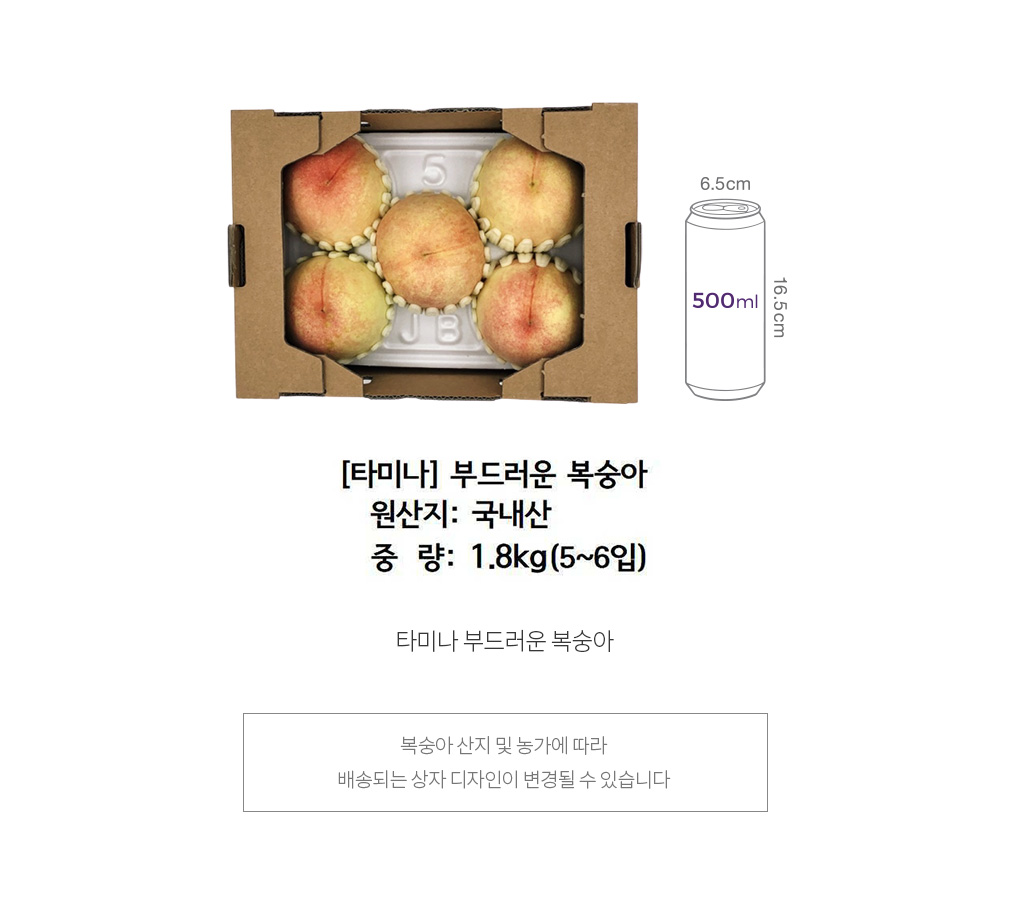 5
JB
6.5cm
500ml
16.5cm
[타미나] 부드러운 복숭아
원산지: 국내산
중 량: 1.8kg(5~6입)
타미나 부드러운 복숭아
복숭아 산지 및 농가에 따라
배송되는 상자 디자인이 변경될 수 있습니다